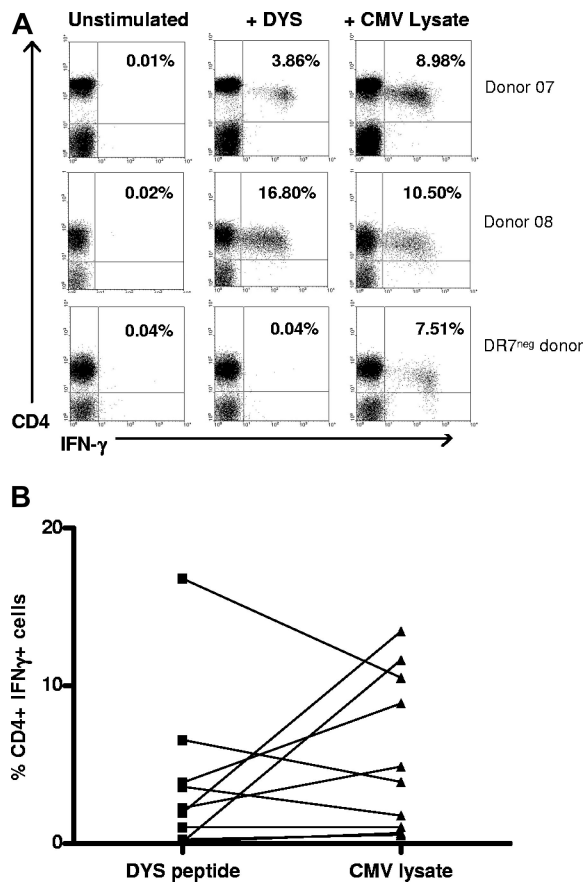 A
Unstimulated + DYS + CMV Lysate
0.01% 3.86% 8.98% Donor 07
0.02% 16.80% 10.50% Donor 08
0.04% 0.04% 7.51% DR7neg donor
CD4
IFN-γ
B
% CD4+ IFNγ+ cells
20
10
0
DYS peptide CMV lysate